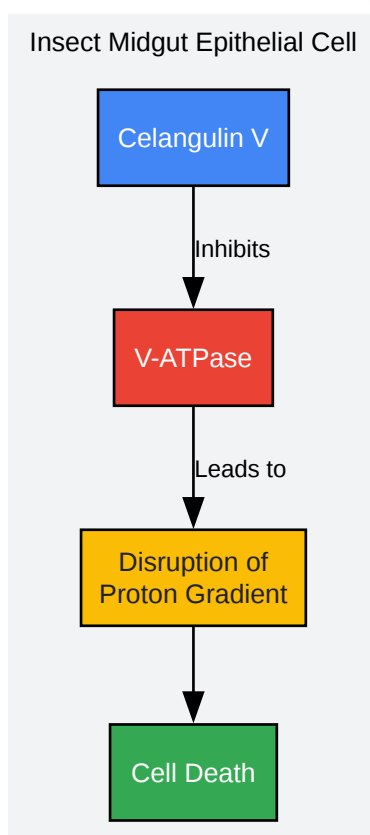 Insect Midgut Epithelial Cell
Celangulin V
Inhibits
V-ATPase
Leads to
Disruption of
Proton Gradient
Cell Death